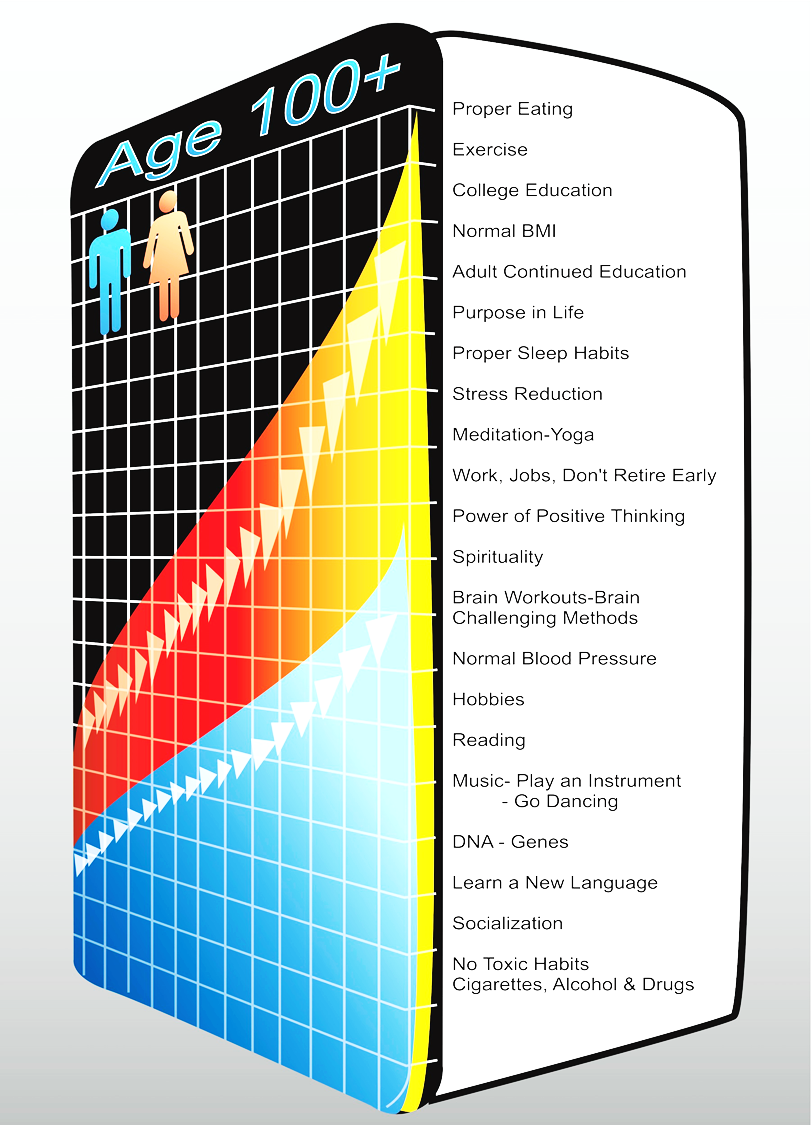 Age 100+
Proper Eating
Exercise
College Education
Normal BMI
Adult Continued Education
Purpose in Life
Proper Sleep Habits
Stress Reduction
Meditation-Yoga
Work, Jobs, Don't Retire Early
Power of Positive Thinking
Spirituality
Brain Workouts-Brain
Challenging Methods
Normal Blood Pressure
Hobbies
Reading
Music- Play an Instrument
- Go Dancing
DNA - Genes
Learn a New Language
Socialization
No Toxic Habits
Cigarettes, Alcohol & Drugs